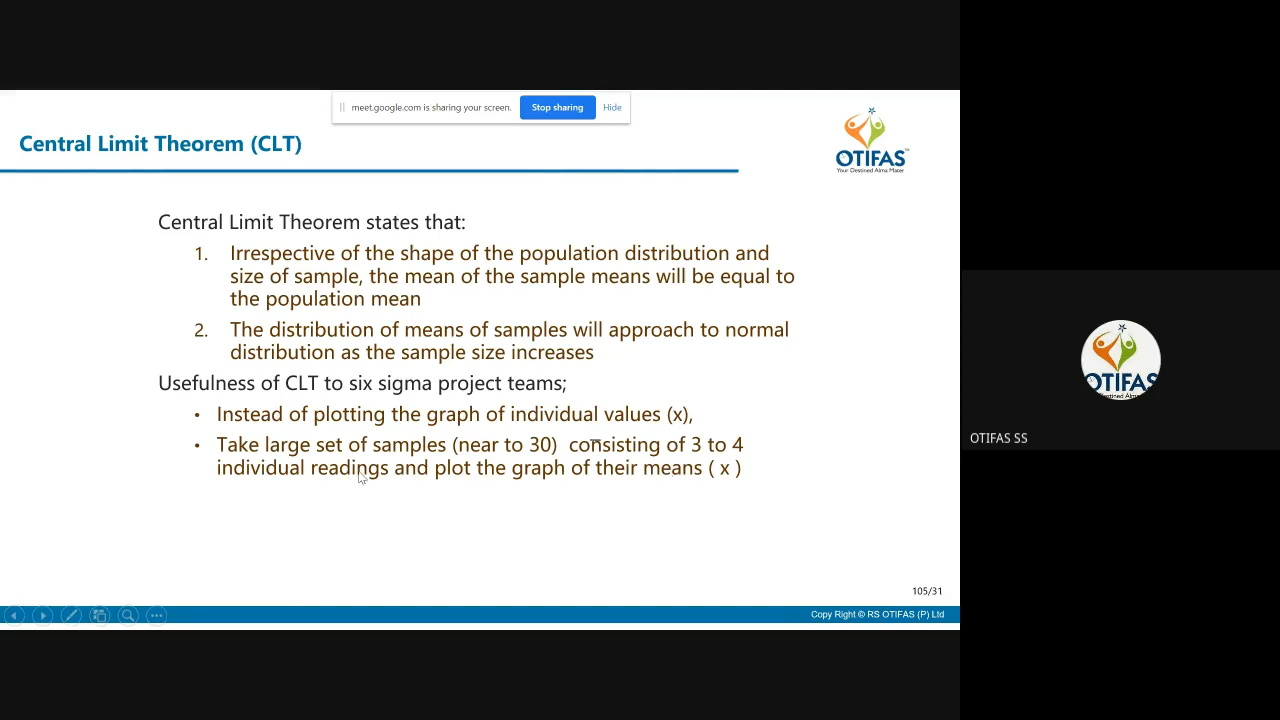 meet.google.com is sharing your screen. Stop sharing Hide
Central Limit Theorem (CLT)
OTIFAS
Your Destined Alma Mater
Central Limit Theorem states that:
1. Irrespective of the shape of the population distribution and
size of sample, the mean of the sample means will be equal to
the population mean
2. The distribution of means of samples will approach to normal
distribution as the sample size increases
Usefulness of CLT to six sigma project teams;
• Instead of plotting the graph of individual values (x),
• Take large set of samples (near to 30) consisting of 3 to 4
individual readings and plot the graph of their means ( x )
OTIFAS
OTIFAS SS
105/31
Copy Right © RS OTIFAS (P) Ltd